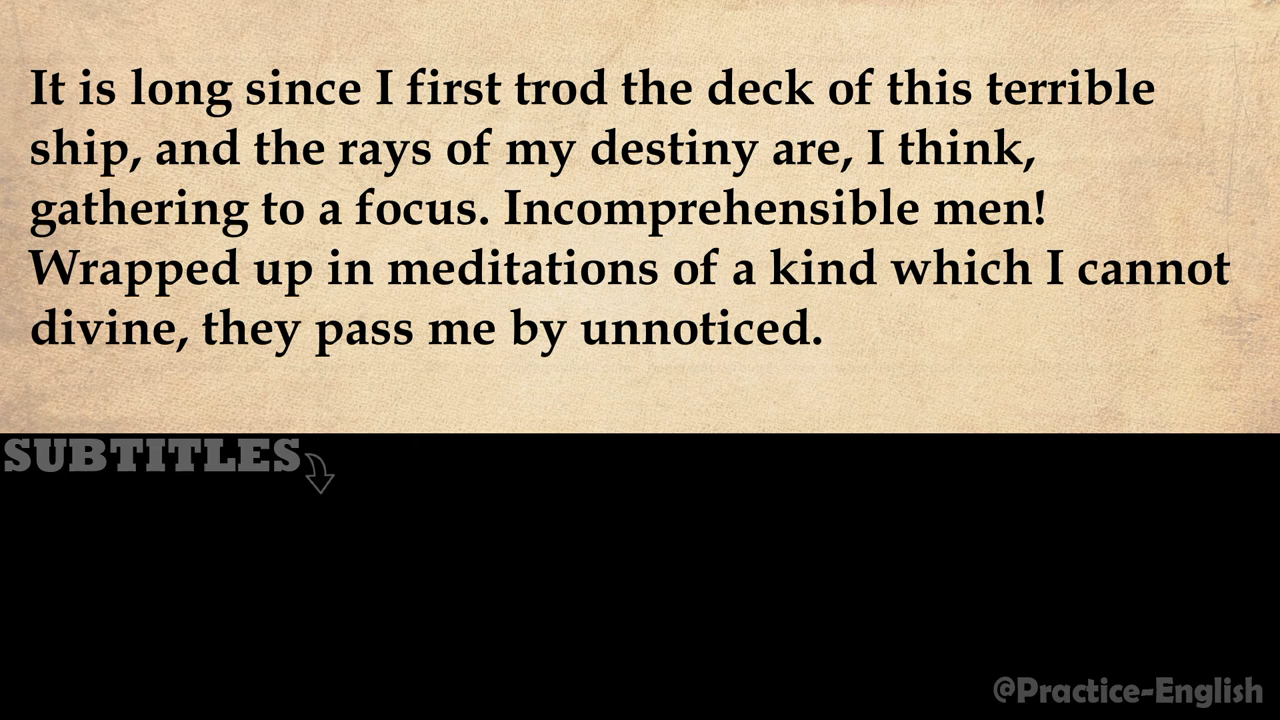 It is long since I first trod the deck of this terrible
ship, and the rays of my destiny are, I think,
gathering to a focus. Incomprehensible men!
Wrapped up in meditations of a kind which I cannot
divine, they pass me by unnoticed.
SUBTITLES
@Practice-English